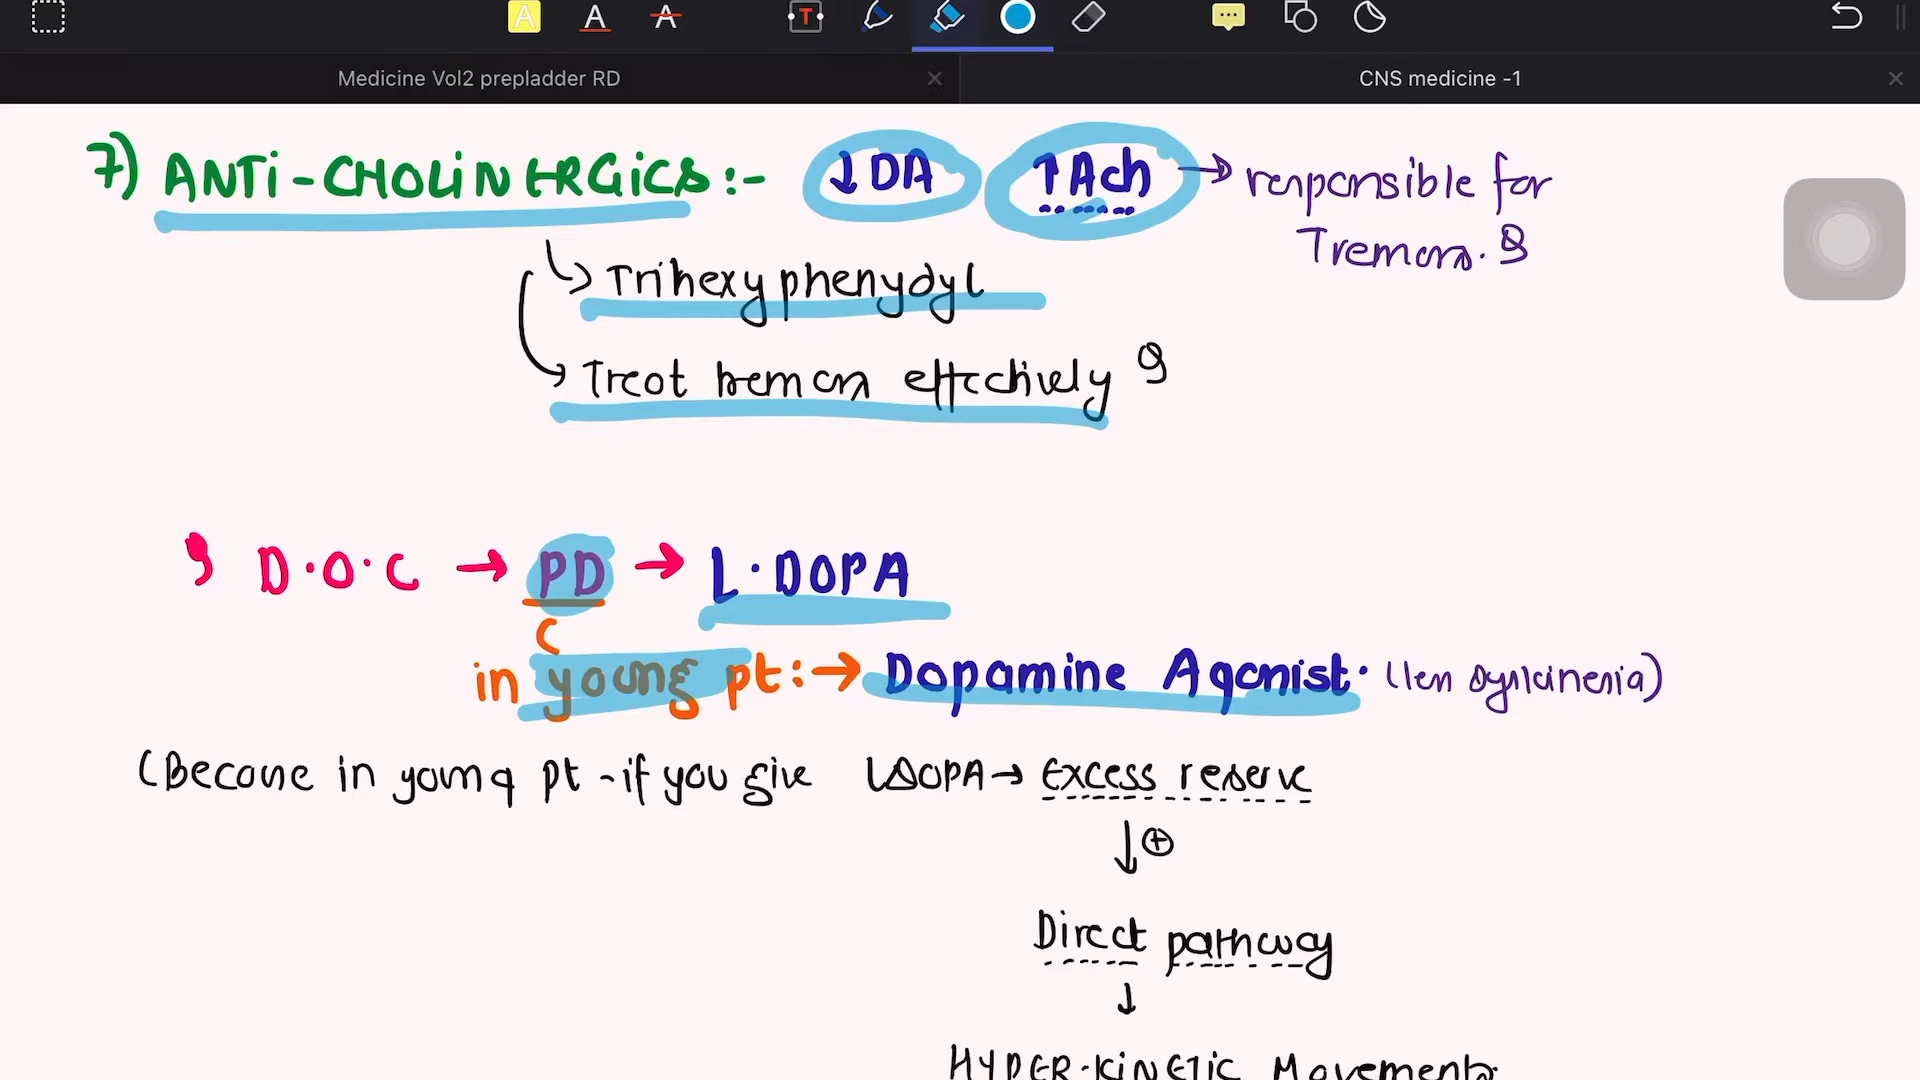 Medicine Vol2 prepladder RD
CNS medicine -1
7) ANTI-CHOLINERGICS :- ↓DA ↑Ach → responsible for
Tremors.
↳ Trihexyphenydyl
→ Treat tremors effectively
D.O.C → PD → L.DOPA
in young pt: → Dopamine Agonist. (less Dyskinesia)
(Because in young pt - if you give LDOPA → Excess reserve
↓ ⊕
Direct pathway
↓
HYPER-KINETIC Movements